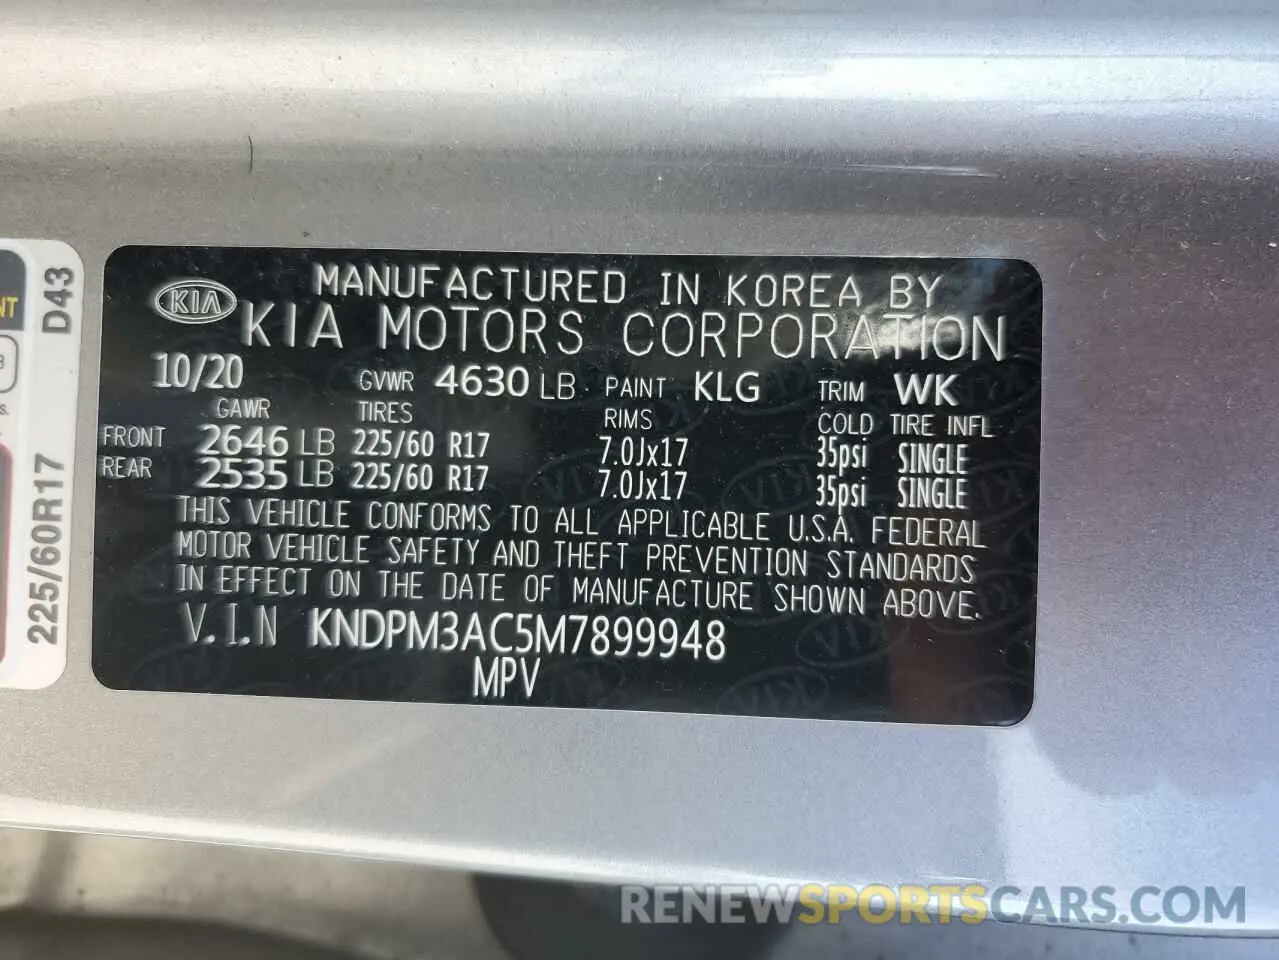 MANUFACTURED IN KOREA BY
KIA
KIA MOTORS CORPORATION
10/20 GVWR 4630 LB PAINT KLG TRIM WK
GAWR TIRES RIMS COLD TIRE INFL
FRONT 2646 LB 225/60 R17 7.0Jx17 35psi SINGLE
REAR 2535 LB 225/60 R17 7.0Jx17 35psi SINGLE
THIS VEHICLE CONFORMS TO ALL APPLICABLE U.S.A. FEDERAL
MOTOR VEHICLE SAFETY AND THEFT PREVENTION STANDARDS
IN EFFECT ON THE DATE OF MANUFACTURE SHOWN ABOVE.
V.I.N KNDPM3AC5M7899948
MPV
D43
225/60R17
RENEWSPORTSCARS.COM